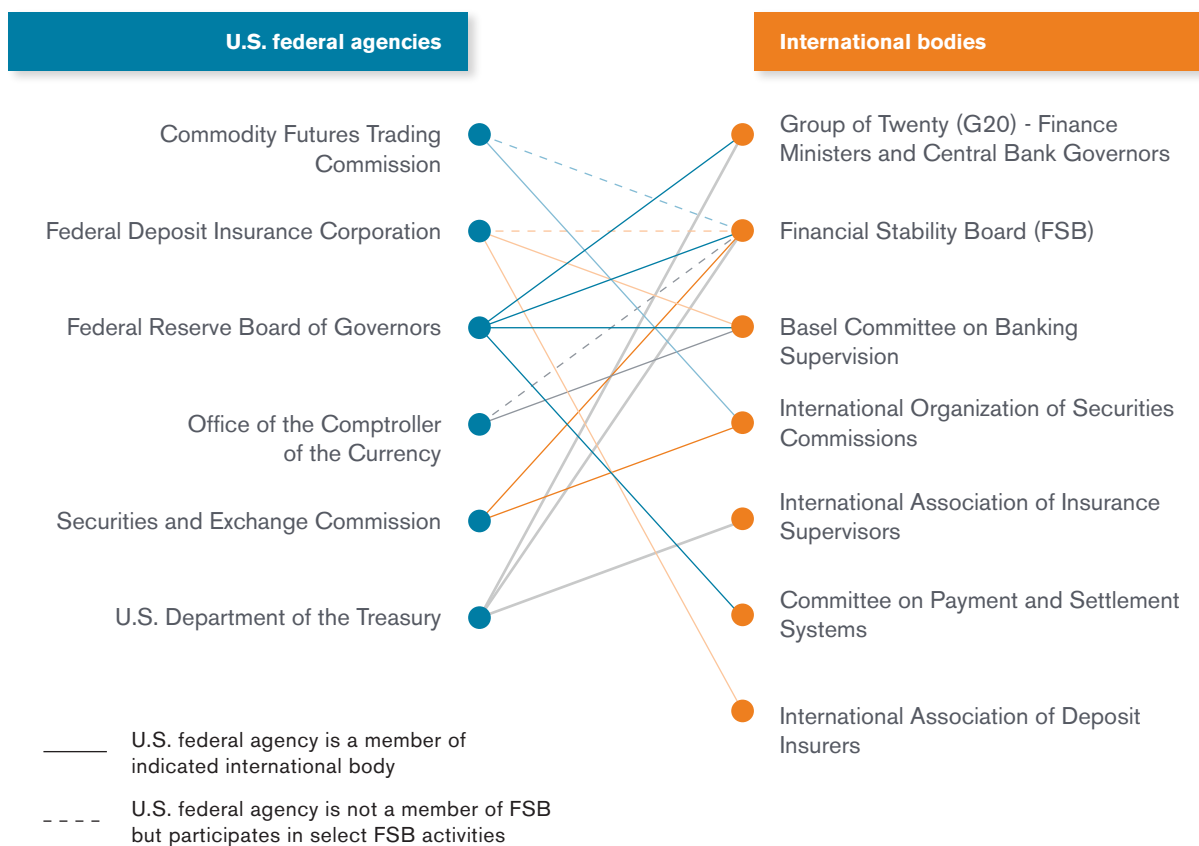 U.S. federal agencies
International bodies
Commodity Futures Trading
Commission
Federal Deposit Insurance Corporation
Federal Reserve Board of Governors
Office of the Comptroller
of the Currency
Securities and Exchange Commission
U.S. Department of the Treasury
Group of Twenty (G20) - Finance
Ministers and Central Bank Governors
Financial Stability Board (FSB)
Basel Committee on Banking
Supervision
International Organization of Securities
Commissions
International Association of Insurance
Supervisors
Committee on Payment and Settlement
Systems
International Association of Deposit
Insurers
U.S. federal agency is a member of
indicated international body
U.S. federal agency is not a member of FSB
but participates in select FSB activities